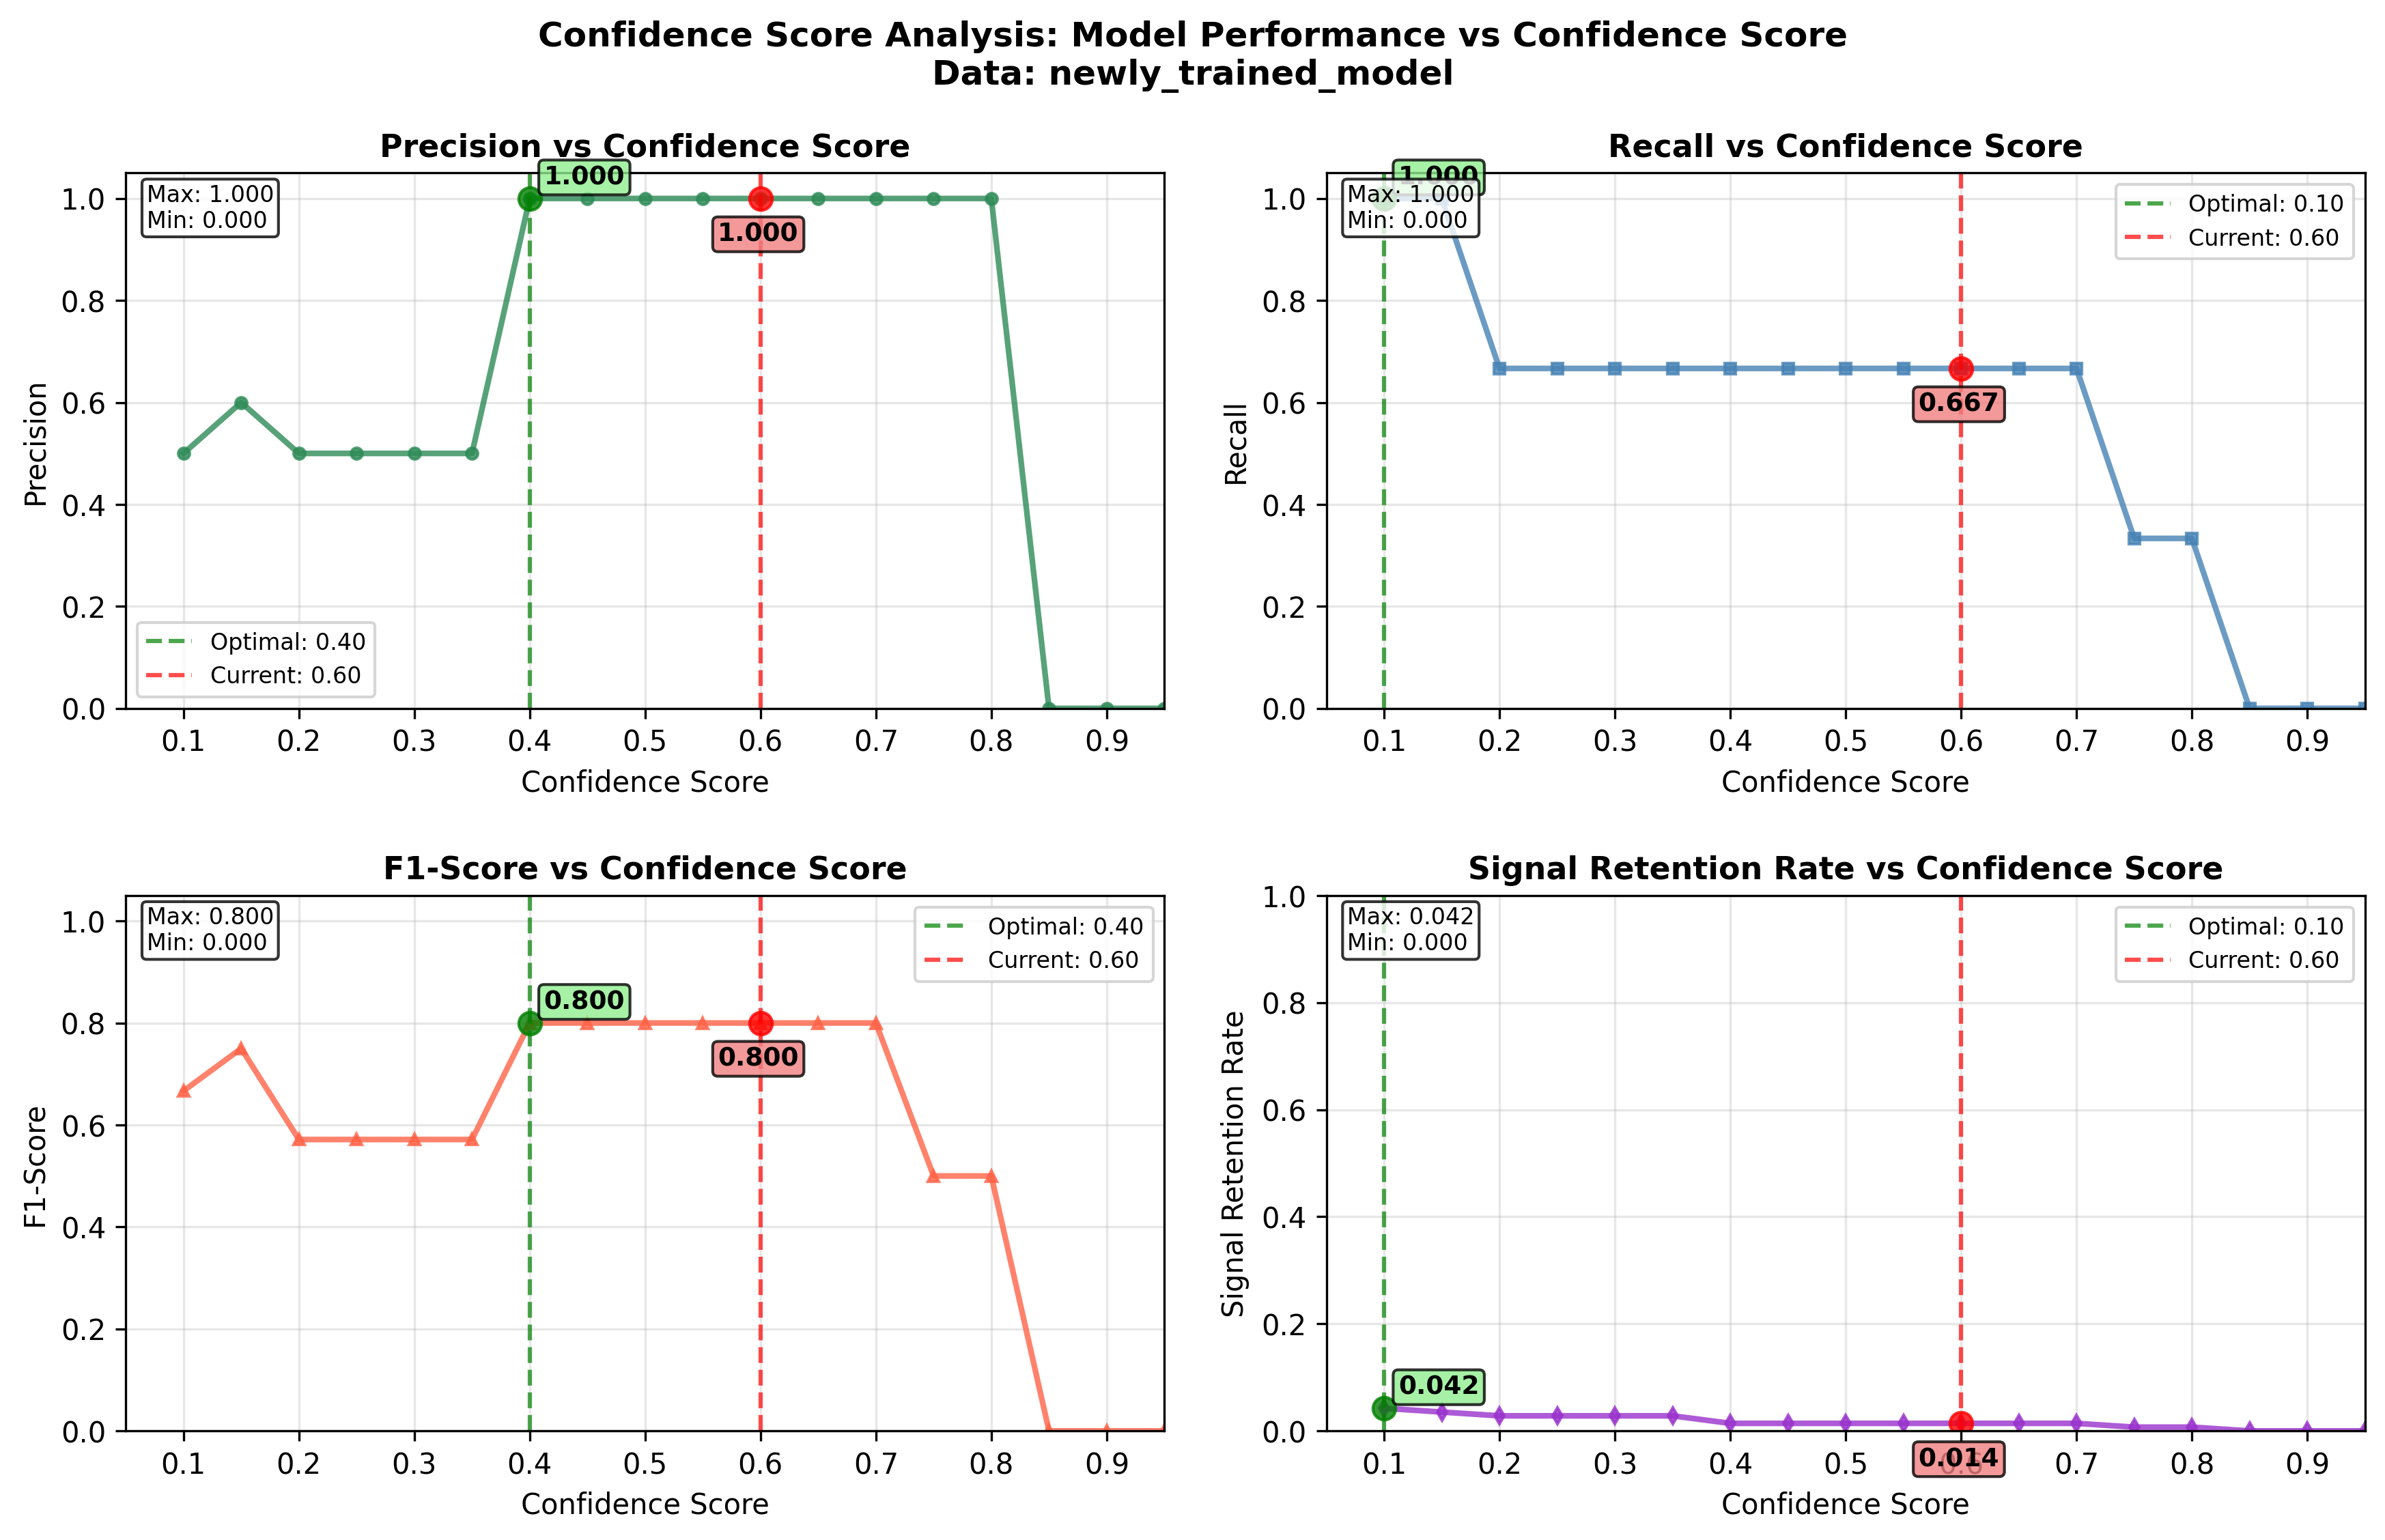 Confidence Score Analysis: Model Performance vs Confidence Score
Data: newly_trained_model
Precision vs Confidence Score
1.000
Max: 1.000
Min: 0.000
1.000
1.0
0.8
0.6
0.4
0.2
0.0
Precision
Optimal: 0.40
Current: 0.60
0.1 0.2 0.3 0.4 0.5 0.6 0.7 0.8 0.9
Confidence Score
Recall vs Confidence Score
1.000
Max: 1.000
Min: 0.000
Optimal: 0.10
Current: 0.60
0.667
1.0
0.8
0.6
0.4
0.2
0.0
Recall
0.1 0.2 0.3 0.4 0.5 0.6 0.7 0.8 0.9
Confidence Score
F1-Score vs Confidence Score
Max: 0.800
Min: 0.000
Optimal: 0.40
Current: 0.60
0.800
0.800
1.0
0.8
0.6
0.4
0.2
0.0
F1-Score
0.1 0.2 0.3 0.4 0.5 0.6 0.7 0.8 0.9
Confidence Score
Signal Retention Rate vs Confidence Score
Max: 0.042
Min: 0.000
Optimal: 0.10
Current: 0.60
1.0
0.8
0.6
0.4
0.2
0.0
Signal Retention Rate
0.042
0.014
0.1 0.2 0.3 0.4 0.5 0.6 0.7 0.8 0.9
Confidence Score